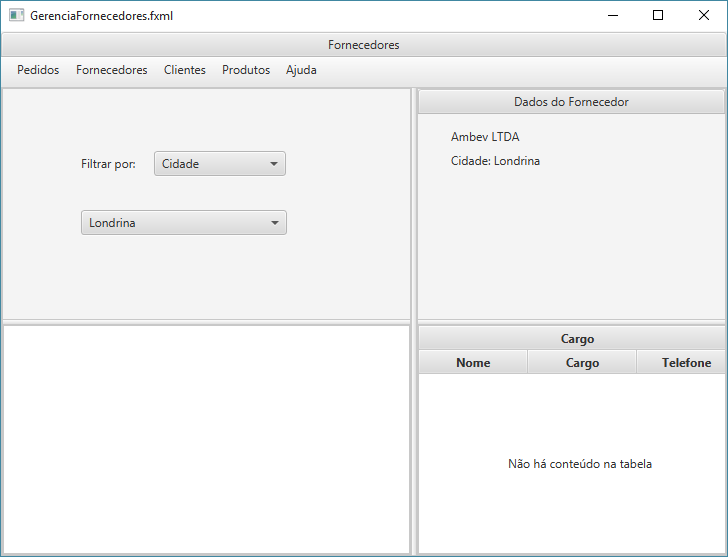 GerenciaFornecedores.fxml
Fornecedores
Pedidos Fornecedores Clientes Produtos Ajuda
Filtrar por: Cidade
Londrina
Dados do Fornecedor
Ambev LTDA
Cidade: Londrina
Cargo
Nome Cargo Telefone
Não há conteúdo na tabela